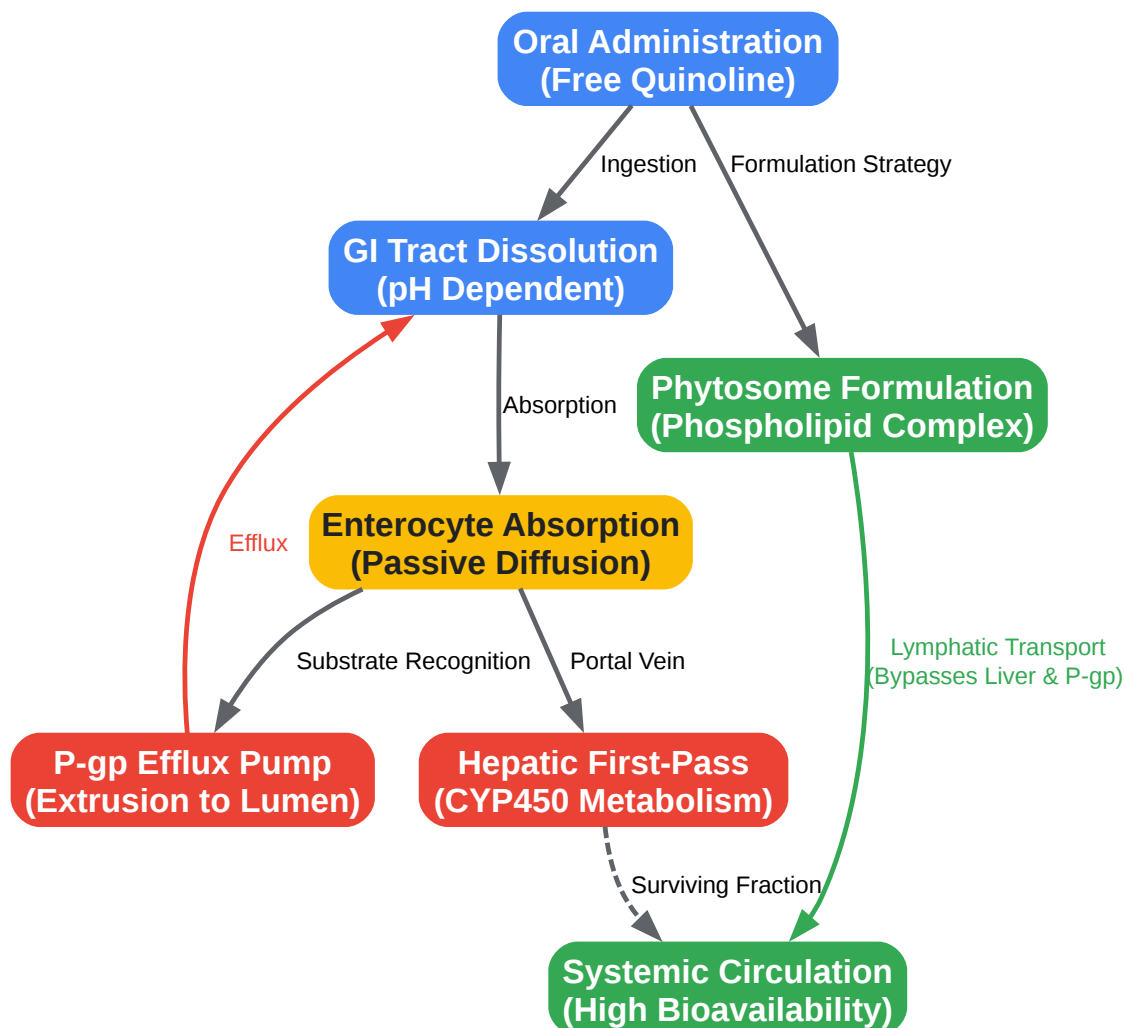 Oral Administration
(Free Quinoline)
Ingestion
Formulation Strategy
GI Tract Dissolution
(pH Dependent)
Phytosome Formulation
(Phospholipid Complex)
Absorption
Enterocyte Absorption
(Passive Diffusion)
Efflux
Substrate Recognition
Portal Vein
Lymphatic Transport
(Bypasses Liver & P-gp)
P-gp Efflux Pump
(Extrusion to Lumen)
Hepatic First-Pass
(CYP450 Metabolism)
Surviving Fraction
Systemic Circulation
(High Bioavailability)